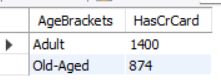 AgeBrackets HasCrCard
Adult 1400
Old-Aged 874